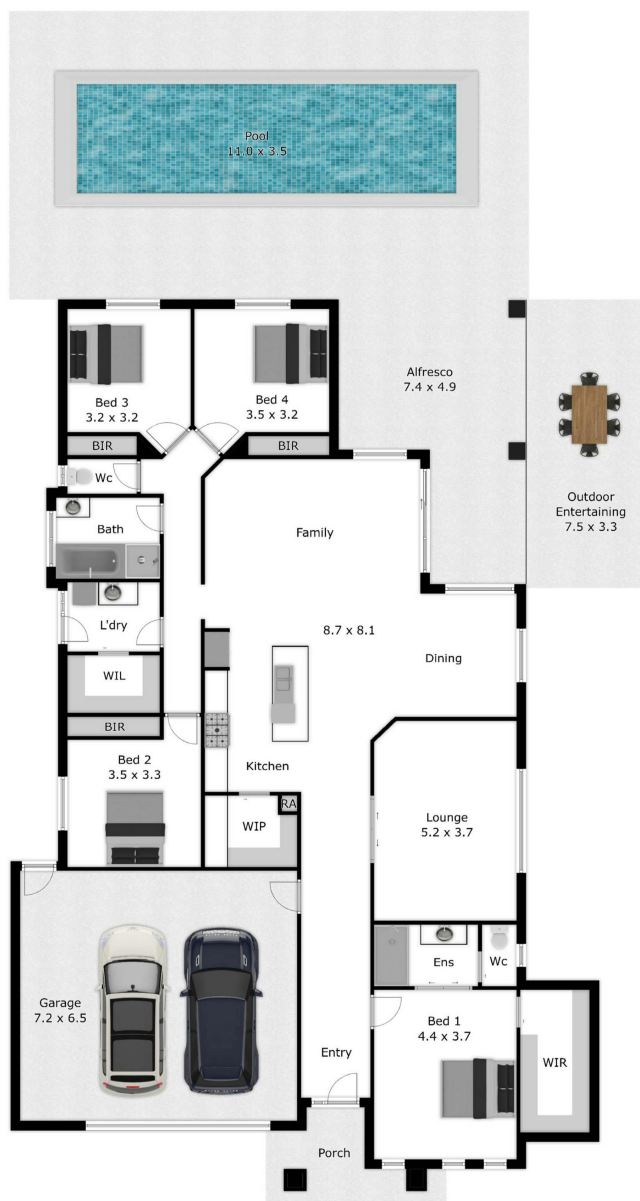 Pool
11.0 x 3.5
Alfresco
7.4 x 4.9
Bed 3
3.2 x 3.2
Bed 4
3.5 x 3.2
BIR
BIR
Wc
Outdoor
Entertaining
7.5 x 3.3
Bath
Family
L'dry
8.7 x 8.1
Dining
WIL
BIR
Bed 2
3.5 x 3.3
Kitchen
RA
WIP
Lounge
5.2 x 3.7
Ens
Wc
Garage
7.2 x 6.5
Bed 1
4.4 x 3.7
Entry
WIR
Porch